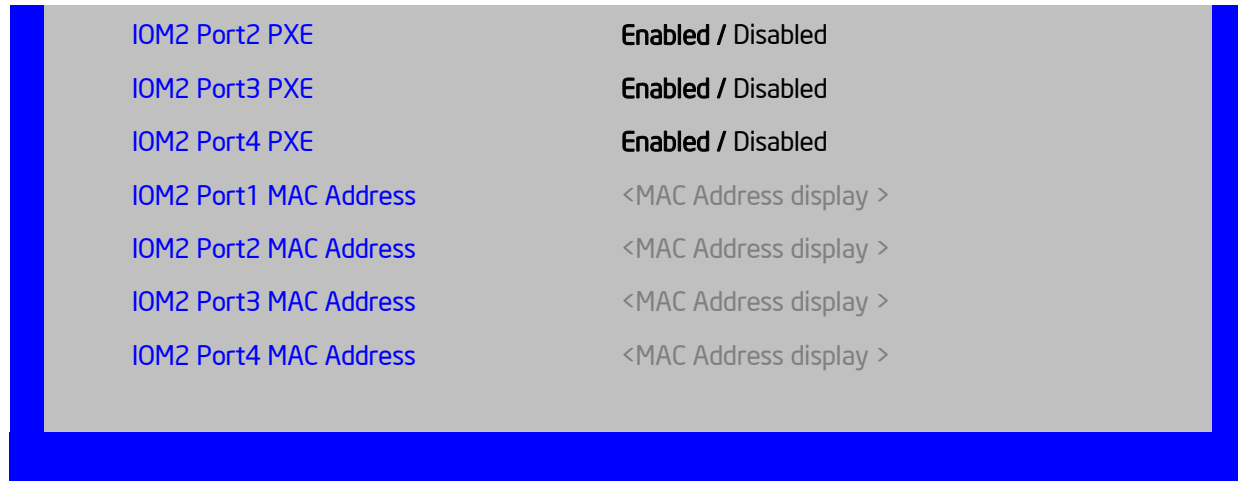 IOM2 Port2 PXE Enabled / Disabled
IOM2 Port3 PXE Enabled / Disabled
IOM2 Port4 PXE Enabled / Disabled
IOM2 Port1 MAC Address <MAC Address display >
IOM2 Port2 MAC Address <MAC Address display >
IOM2 Port3 MAC Address <MAC Address display >
IOM2 Port4 MAC Address <MAC Address display >